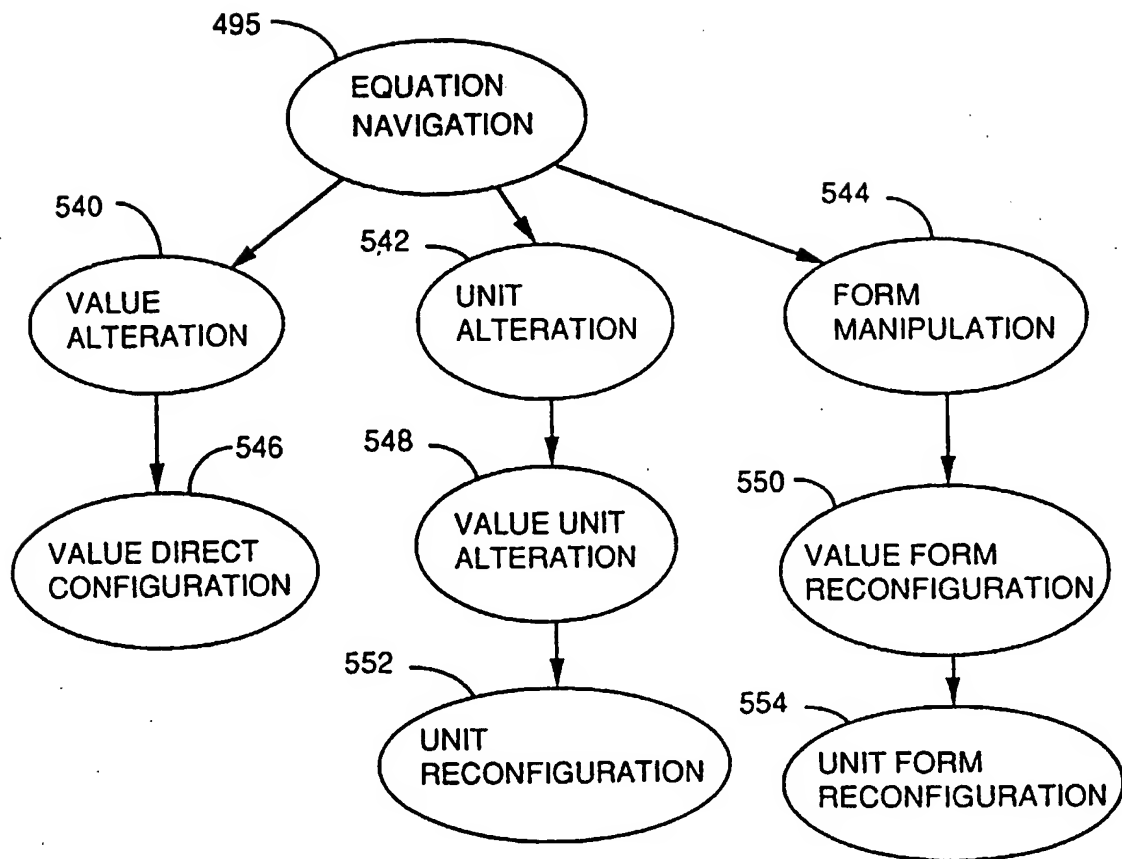 495
EQUATION
NAVIGATION
540
VALUE
ALTERATION
542
UNIT
ALTERATION
544
FORM
MANIPULATION
546
VALUE DIRECT
CONFIGURATION
548
VALUE UNIT
ALTERATION
550
VALUE FORM
RECONFIGURATION
552
UNIT
RECONFIGURATION
554
UNIT FORM
RECONFIGURATION